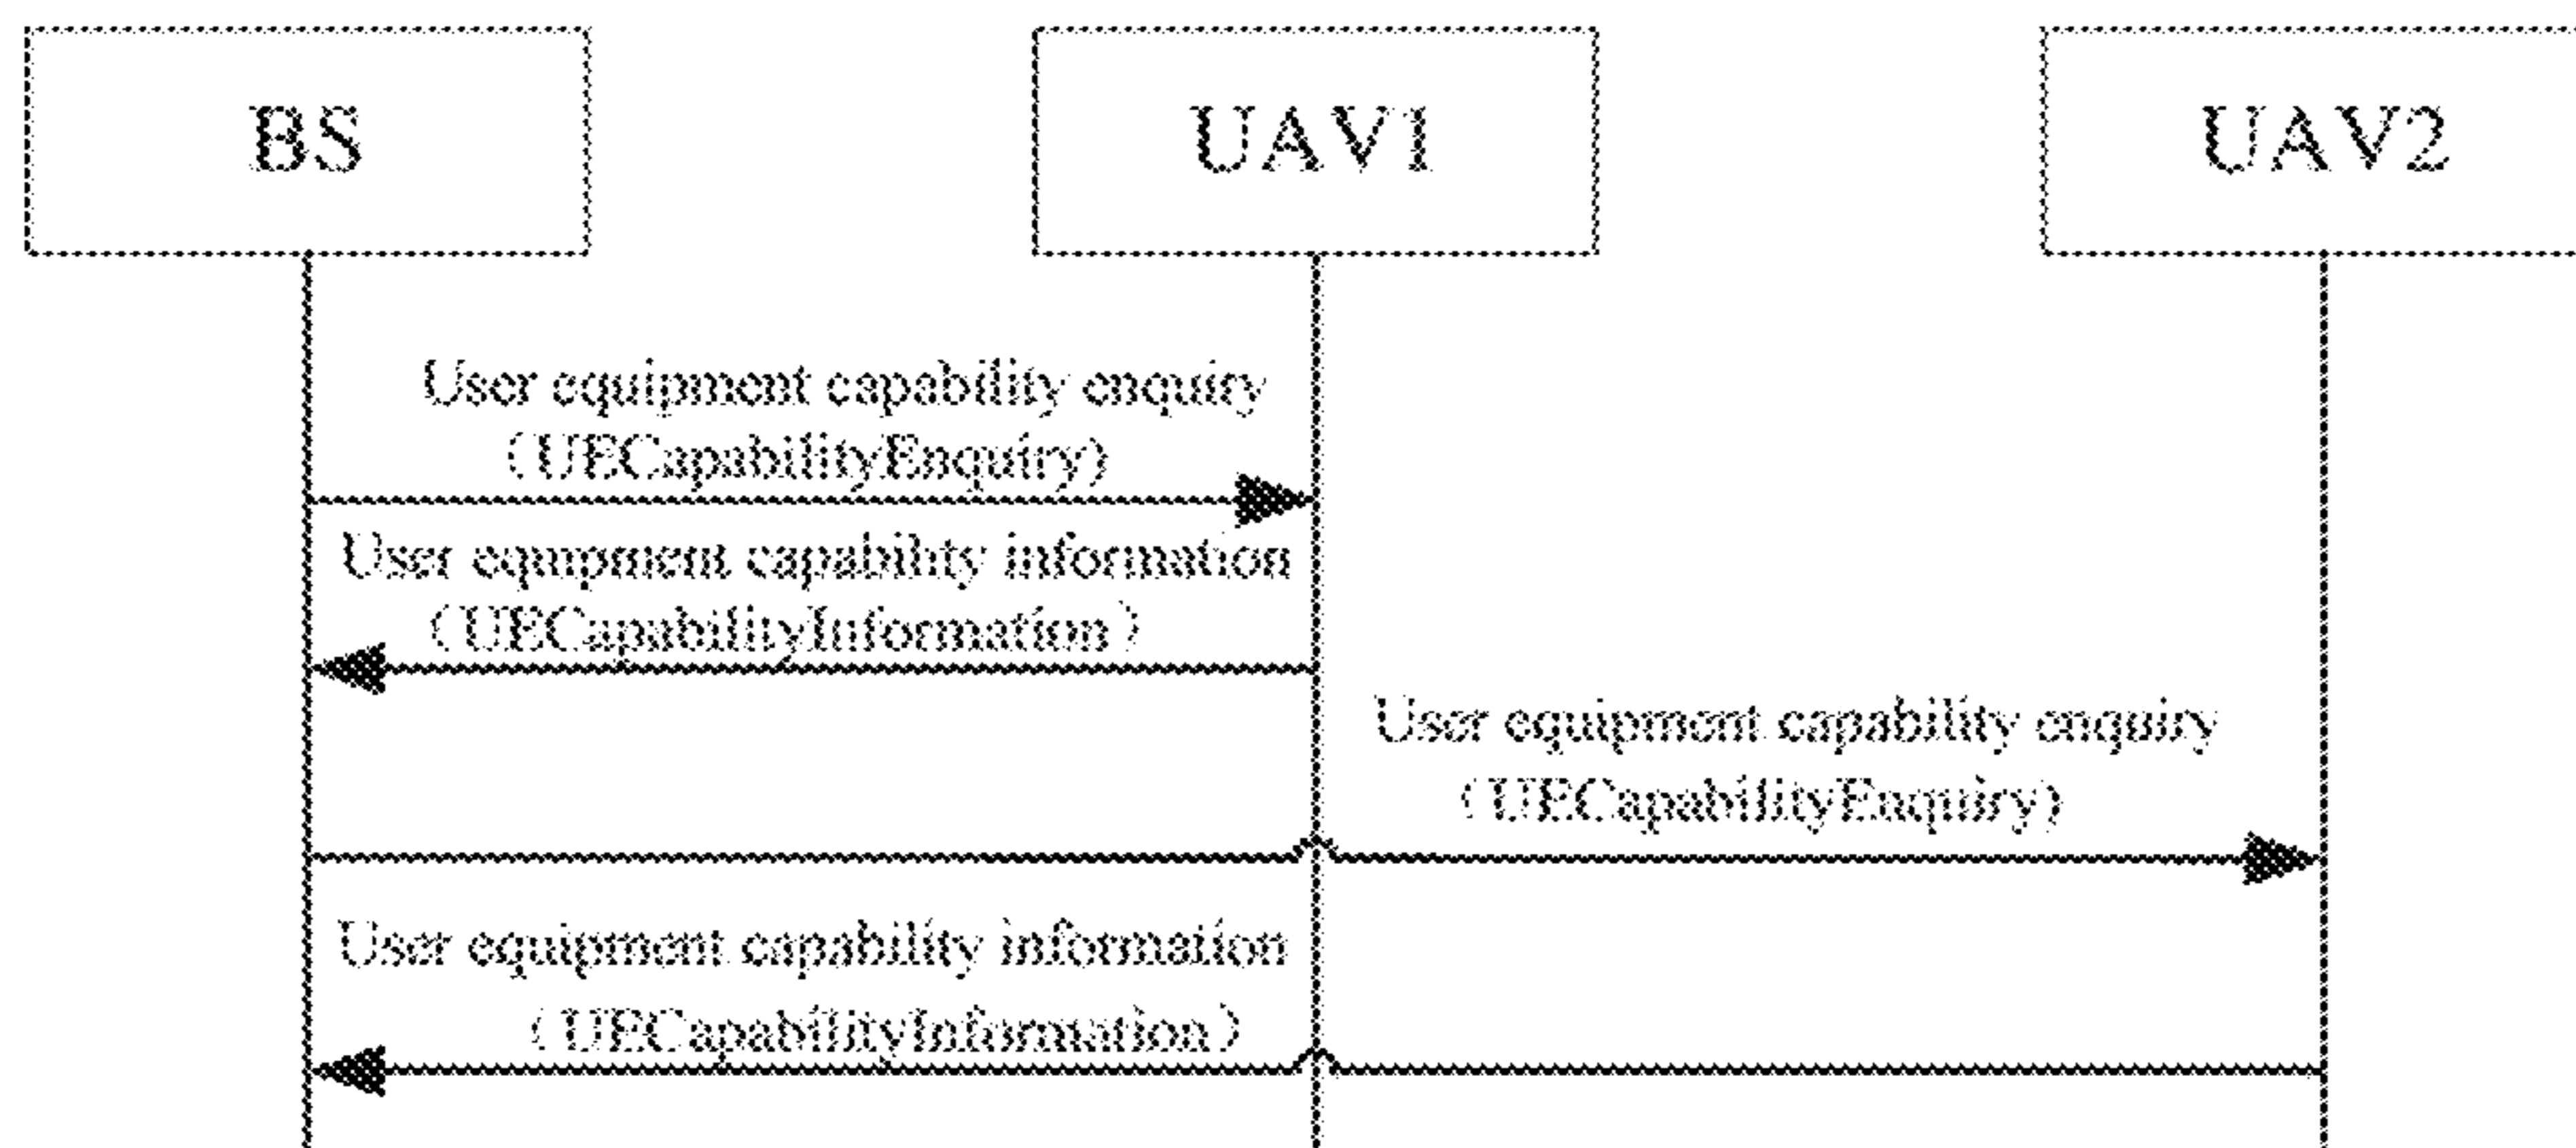 BS
UAV1
UAV2
User equipment capability enquiry
(UECapabilityEnquiry)
User equipment capability information
(UECapabilityInformation)
User equipment capability enquiry
(UECapabilityEnquiry)
User equipment capability information
(UECapabilityInformation)